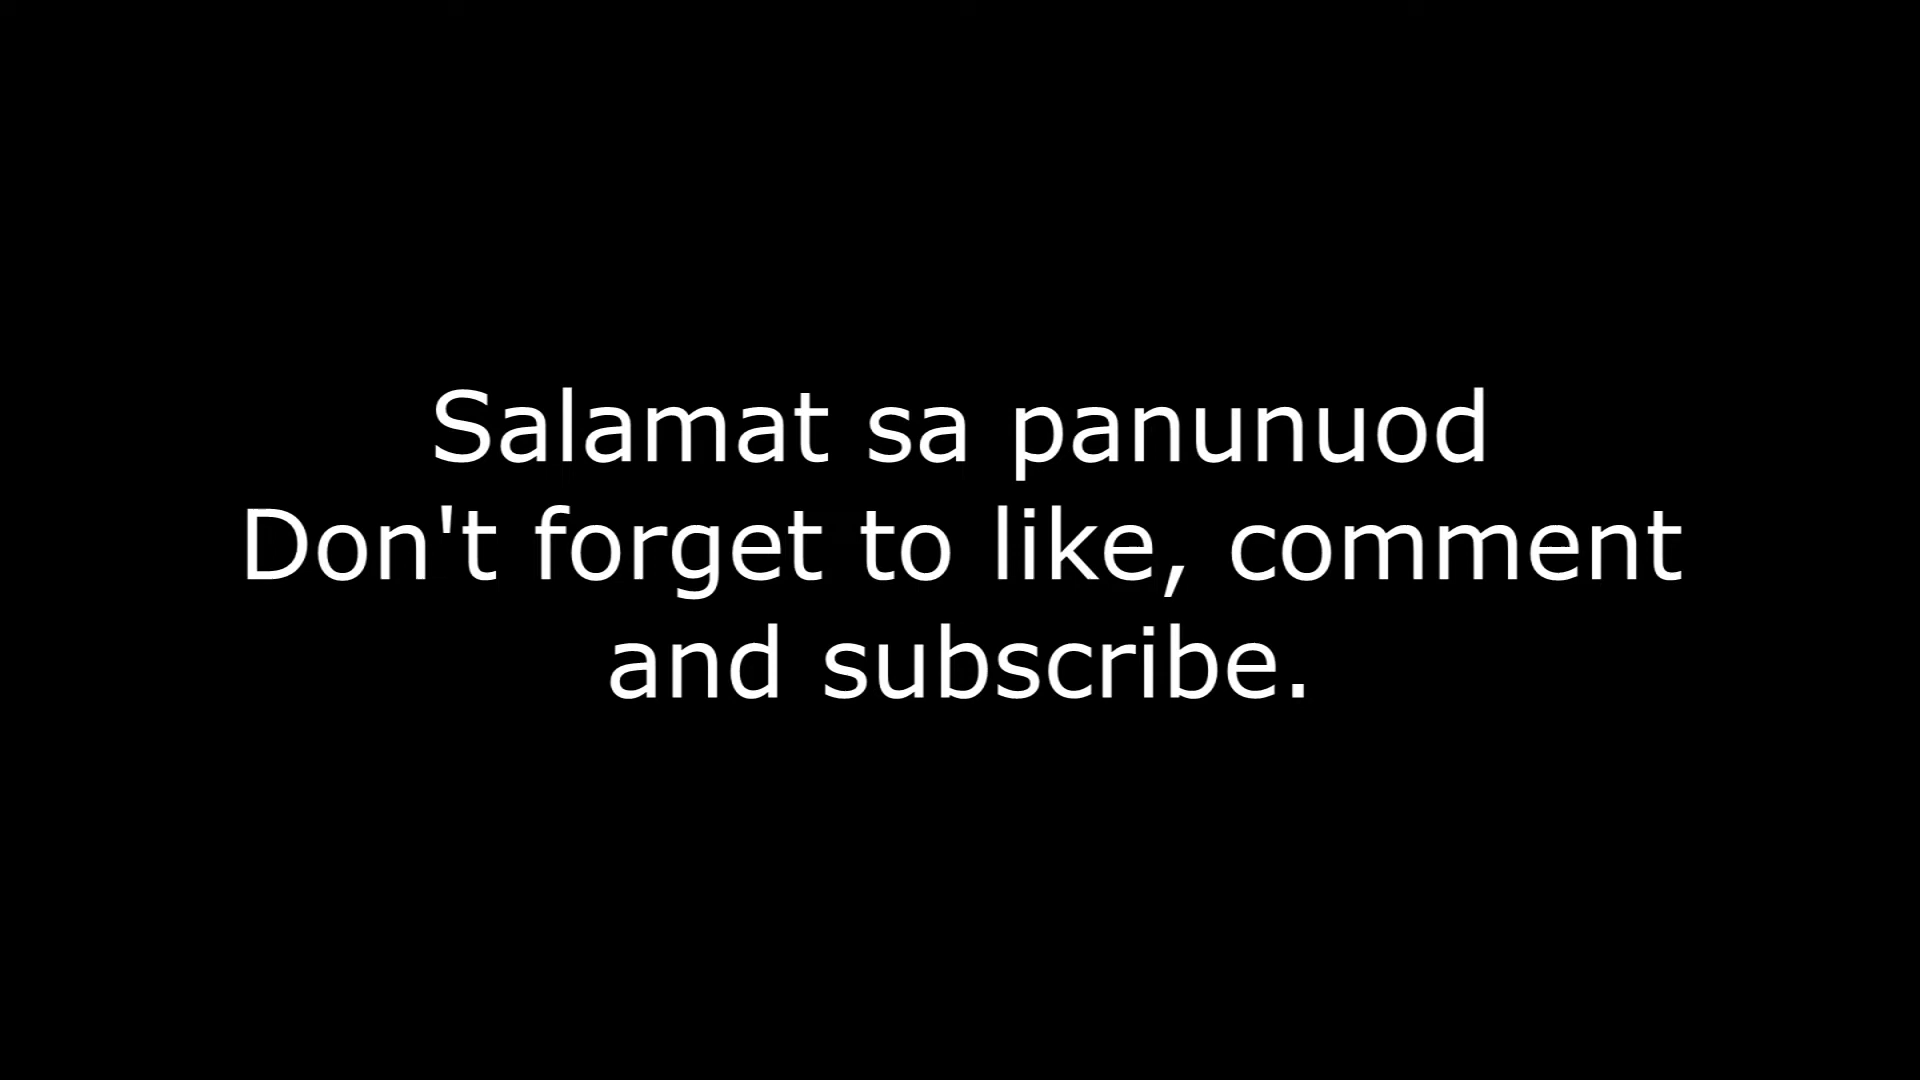 Salamat sa panunuod
Don't forget to like, comment
and subscribe.